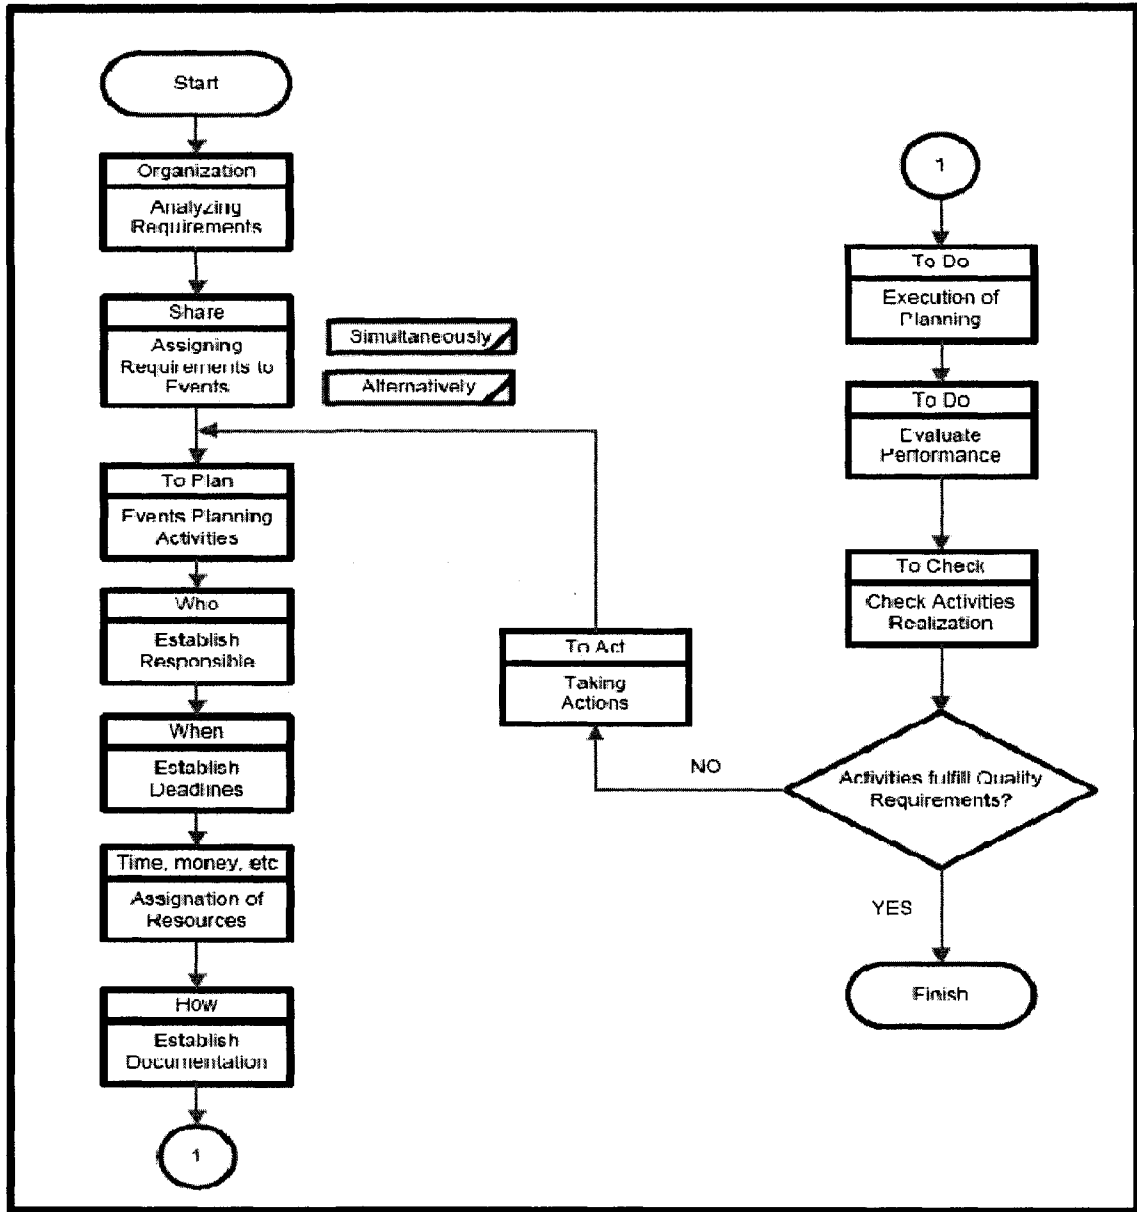 Start
Organization
Analyzing
Requirements
Share
Assigning
Requirements to
Events
Simultaneously
Alternatively
To Plan
Events Planning
Activities
Who
Establish
Responsible
When
Establish
Deadlines
Time, money, etc
Assignation of
Resources
How
Establish
Documentation
1
To Act
Taking
Actions
NO
1
To Do
Execution of
Planning
To Do
Evaluate
Performance
To Check
Check Activities
Realization
Activities fulfill Quality
Requirements?
YES
Finish